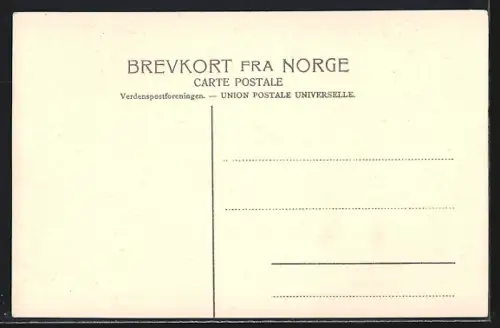 BREVKORT FRA NORGE
CARTE POSTALE
Verdenspostforeningen. — UNION POSTALE UNIVERSELLE.